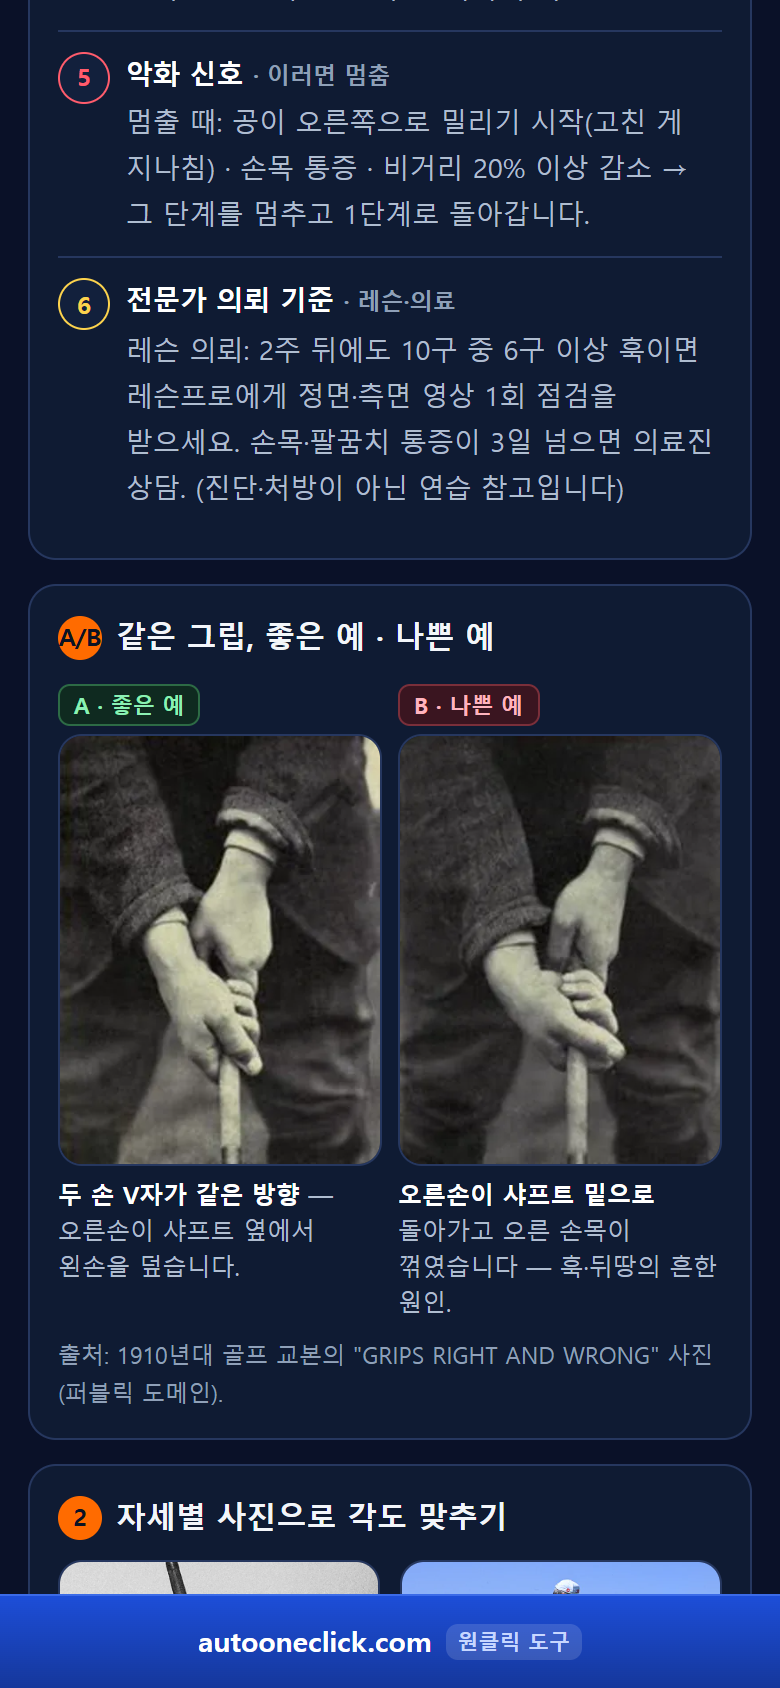 5
악화 신호 · 이러면 멈춤
멈출 때: 공이 오른쪽으로 밀리기 시작(고친 게
지나침) · 손목 통증 · 비거리 20% 이상 감소 →
그 단계를 멈추고 1단계로 돌아갑니다.
6
전문가 의뢰 기준 · 레슨·의료
레슨 의뢰: 2주 뒤에도 10구 중 6구 이상 훅이면
레슨프로에게 정면·측면 영상 1회 점검을
받으세요. 손목·팔꿈치 통증이 3일 넘으면 의료진
상담. (진단·처방이 아닌 연습 참고입니다)
A/B 같은 그립, 좋은 예 · 나쁜 예
A · 좋은 예
두 손 V자가 같은 방향 —
오른손이 샤프트 옆에서
왼손을 덮습니다.
B · 나쁜 예
오른손이 샤프트 밑으로
돌아가고 오른 손목이
꺾였습니다 — 훅·뒤땅의 흔한
원인.
출처: 1910년대 골프 교본의 "GRIPS RIGHT AND WRONG" 사진
(퍼블릭 도메인).
2 자세별 사진으로 각도 맞추기
autooneclick.com 원클릭 도구